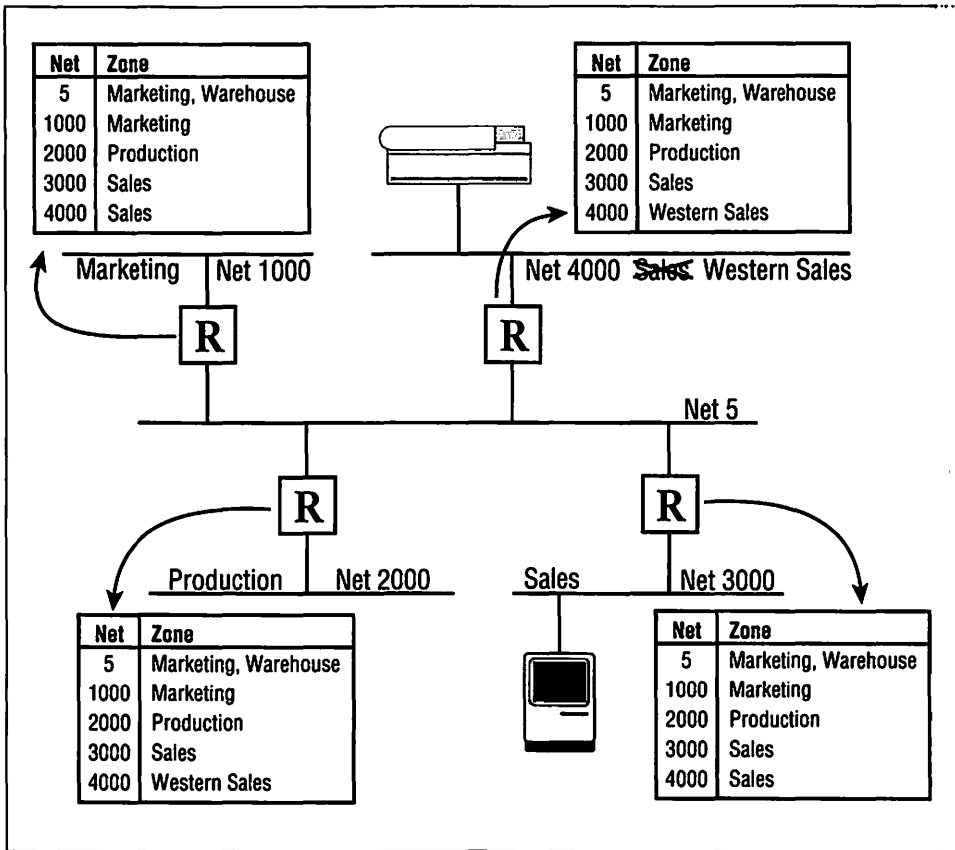 Net Zone
5 Marketing, Warehouse
1000 Marketing
2000 Production
3000 Sales
4000 Sales
Net Zone
5 Marketing, Warehouse
1000 Marketing
2000 Production
3000 Sales
4000 Western Sales
Marketing Net 1000
Net 4000 Sales Western Sales
R
R
Net 5
R
R
Production Net 2000
Sales Net 3000
Net Zone
5 Marketing, Warehouse
1000 Marketing
2000 Production
3000 Sales
4000 Western Sales
Net Zone
5 Marketing, Warehouse
1000 Marketing
2000 Production
3000 Sales
4000 Sales